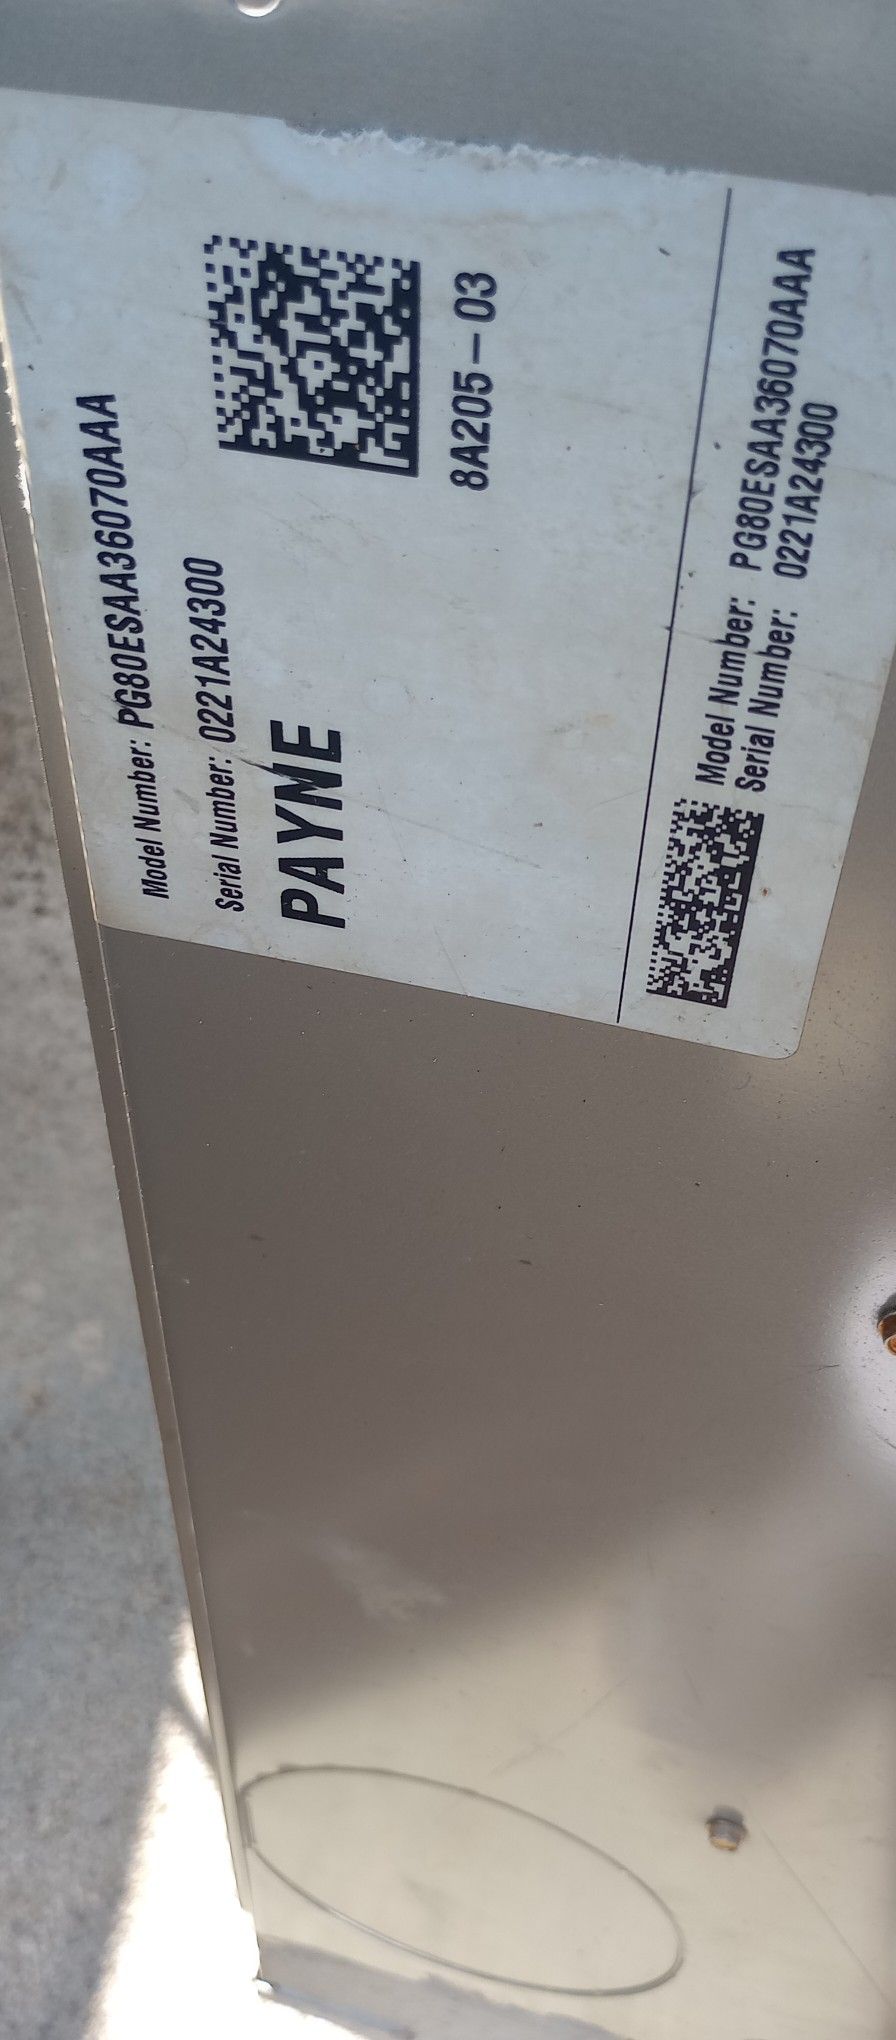 Model Number: PG80ESAA36070AAA
Serial Number: 0221A24300
PAYNE
8A205-03
Model Number: PG80ESAA36070AAA
Serial Number: 0221A24300